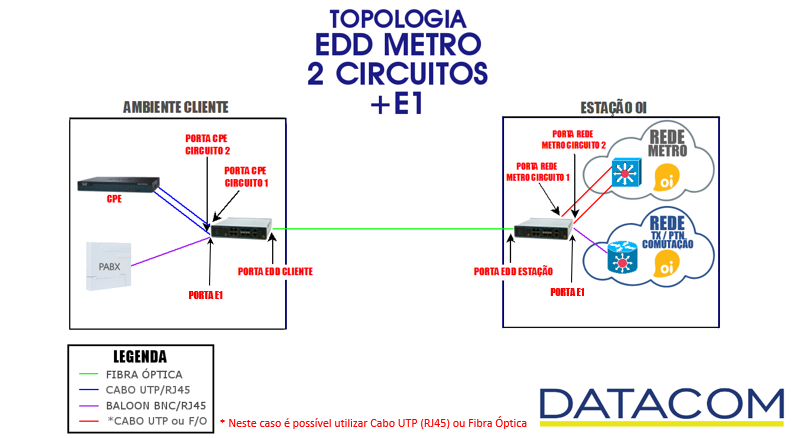 TOPOLOGIA
EDD METRO
2 CIRCUITOS
+E1
AMBIENTE CLIENTE
PORTA CPE
CIRCUITO 2
PORTA CPE
CIRCUITO 1
CPE
PABX
PORTA E1
PORTA EDD CLIENTE
ESTAÇÃO OI
PORTA REDE
METRO CIRCUITO 2
PORTA REDE
METRO CIRCUITO 1
REDE
METRO
oi
REDE
TX / PTN
COMUTAÇÃO
oi
PORTA EDD ESTAÇÃO
PORTA E1
LEGENDA
FIBRA ÓPTICA
CABO UTP/RJ45
BALOON BNC/RJ45
*CABO UTP ou F/O
* Neste caso é possível utilizar Cabo UTP (RJ45) ou Fibra Óptica
DATACOM